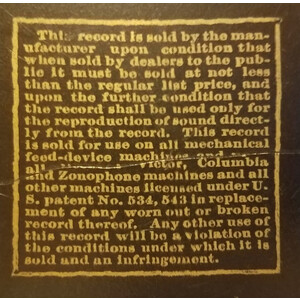 This record is sold by the man-
ufacturer upon condition that
when sold by dealers to the pub-
lic it must be sold at not less
than the regular list price, and
upon the further condition that
the record shall be used only for
the reproduction of sound direct-
ly from the record. This record
is sold for use on all mechanical
feed-device machines and on
all Victor, Columbia
and Zonophone machines and all
other machines licensed under U.
S. patent No. 534,543 in replace-
ment of any worn out or broken
record thereof. Any other use of
this record will be a violation of
the conditions under which it is
sold and an infringement.